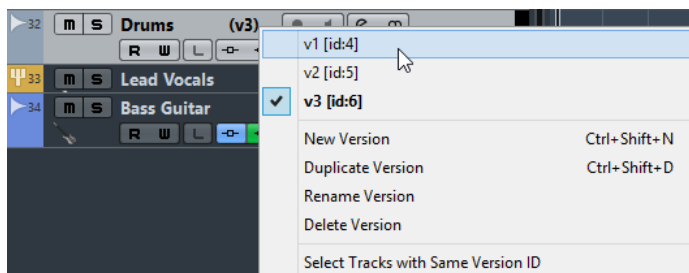 32 m S Drums (v3)
R W L
v1 [id:4]
v2 [id:5]
33 m S Lead Vocals
v3 [id:6]
34 m S Bass Guitar
R W L
New Version Ctrl+Shift+N
Duplicate Version Ctrl+Shift+D
Rename Version
Delete Version
Select Tracks with Same Version ID